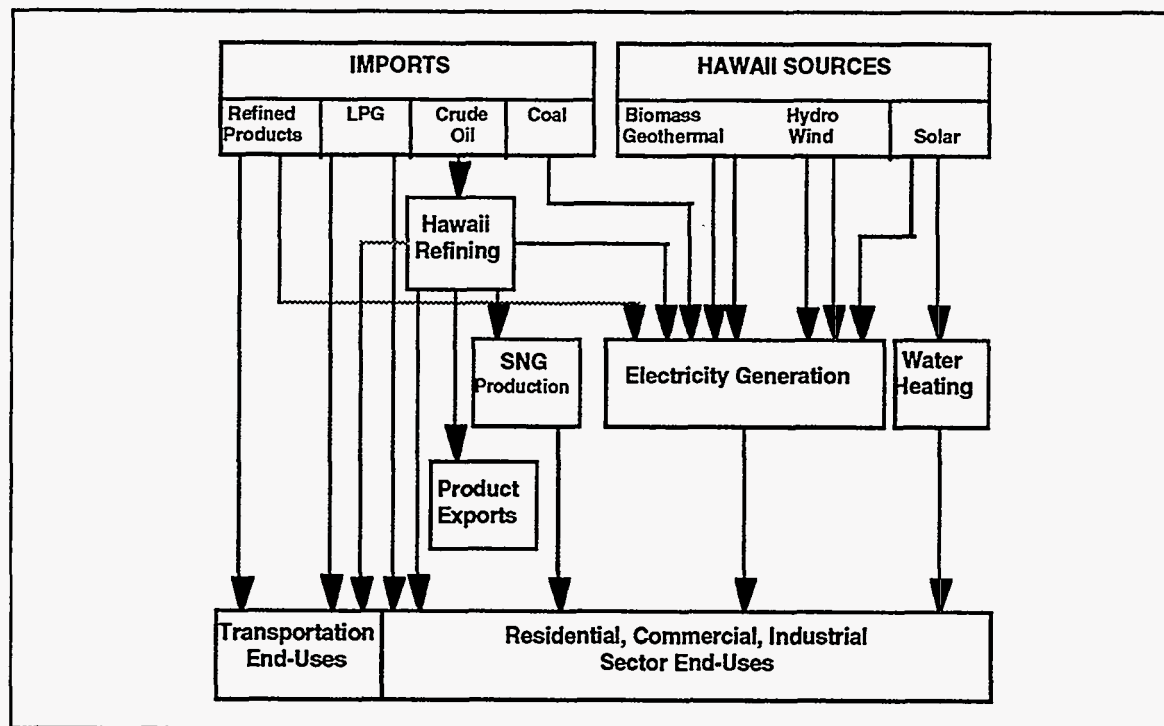 IMPORTS
HAWAII SOURCES
Refined
Products
LPG
Crude
Oil
Coal
Biomass
Geothermal
Hydro
Wind
Solar
Hawaii
Refining
SNG
Production
Electricity Generation
Water
Heating
Product
Exports
Transportation
End-Uses
Residential, Commercial, Industrial
Sector End-Uses